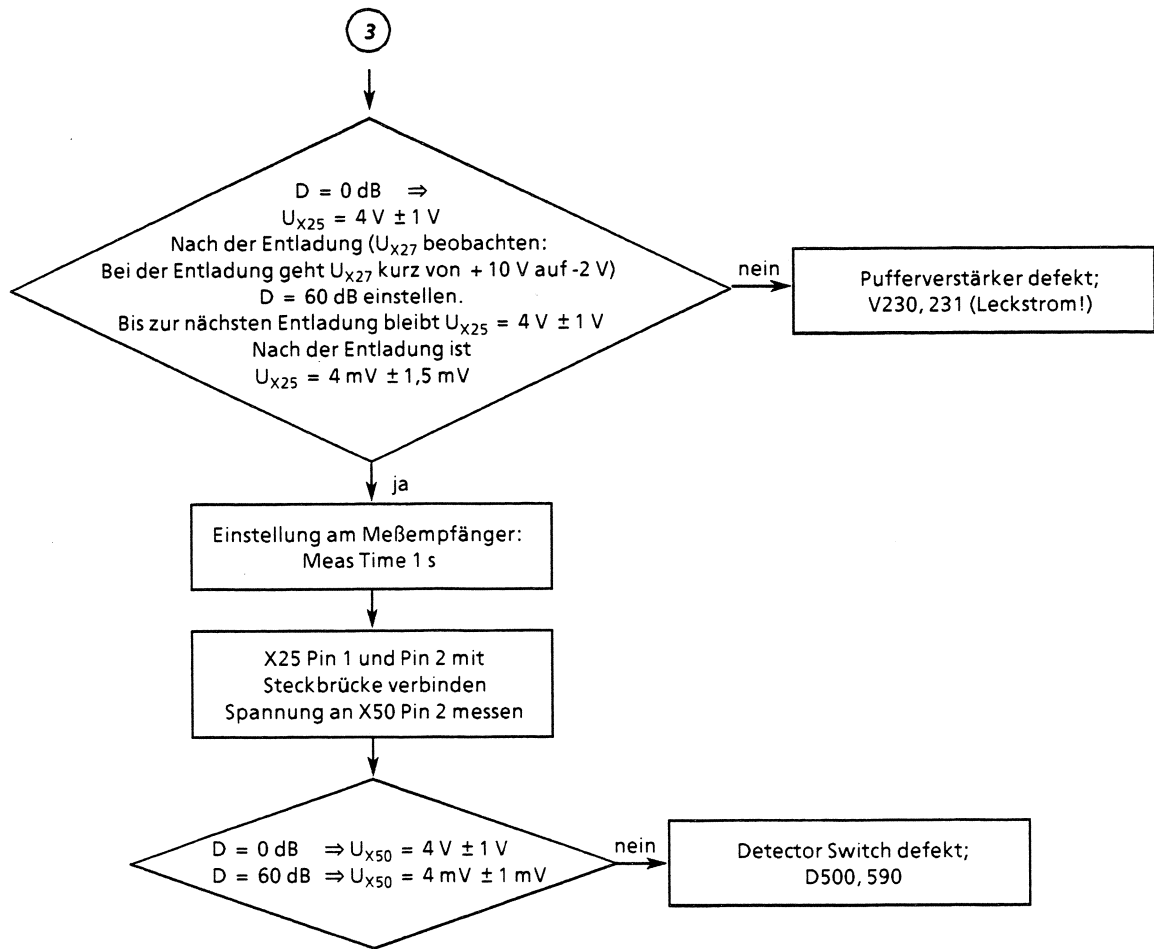 3
D = 0 dB ⇒
U_X25 = 4 V ± 1 V
Nach der Entladung (U_X27 beobachten:
Bei der Entladung geht U_X27 kurz von + 10 V auf -2 V)
D = 60 dB einstellen.
Bis zur nächsten Entladung bleibt U_X25 = 4 V ± 1 V
Nach der Entladung ist
U_X25 = 4 mV ± 1,5 mV
nein
Pufferverstärker defekt;
V230, 231 (Leckstrom!)
ja
Einstellung am Meßempfänger:
Meas Time 1 s
X25 Pin 1 und Pin 2 mit
Steckbrücke verbinden
Spannung an X50 Pin 2 messen
D = 0 dB ⇒ U_X50 = 4 V ± 1 V
D = 60 dB ⇒ U_X50 = 4 mV ± 1 mV
nein
Detector Switch defekt;
D500, 590